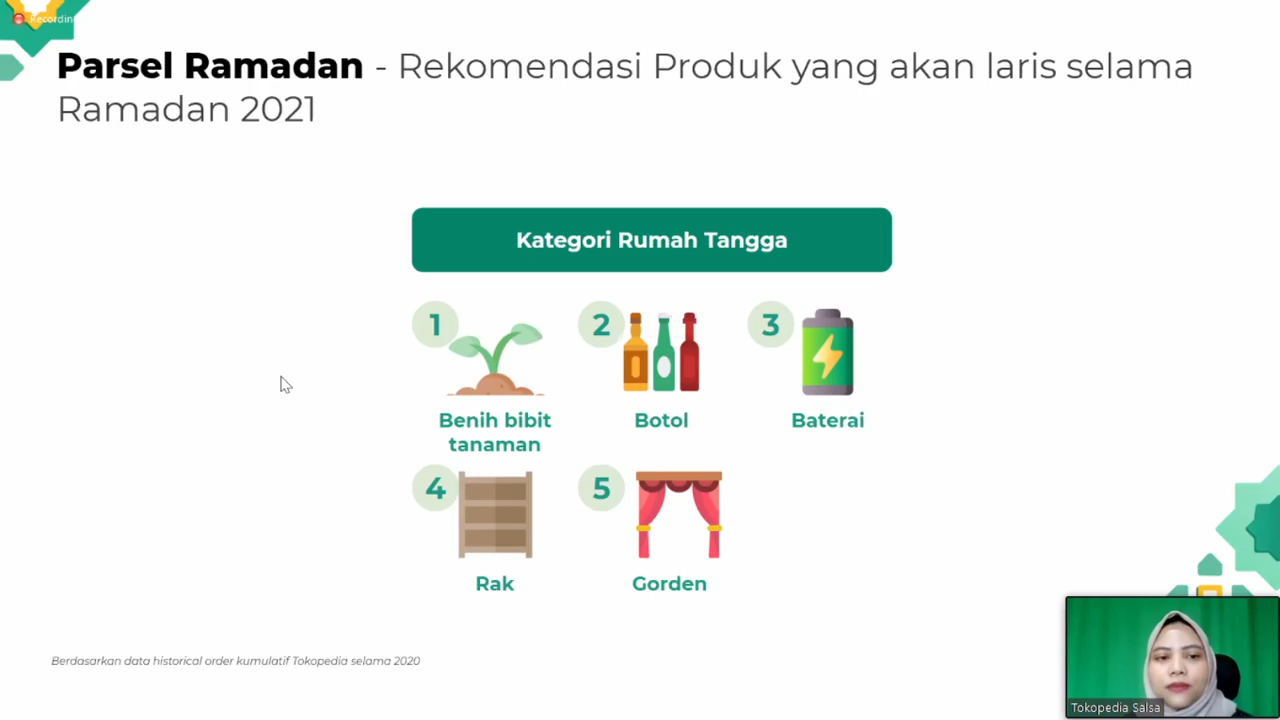 Recording
Parsel Ramadan - Rekomendasi Produk yang akan laris selama
Ramadan 2021
Kategori Rumah Tangga
1
2
3
Benih bibit
tanaman
Botol
Baterai
4
5
Rak
Gorden
Berdasarkan data historical order kumulatif Tokopedia selama 2020
Tokopedia Salsa